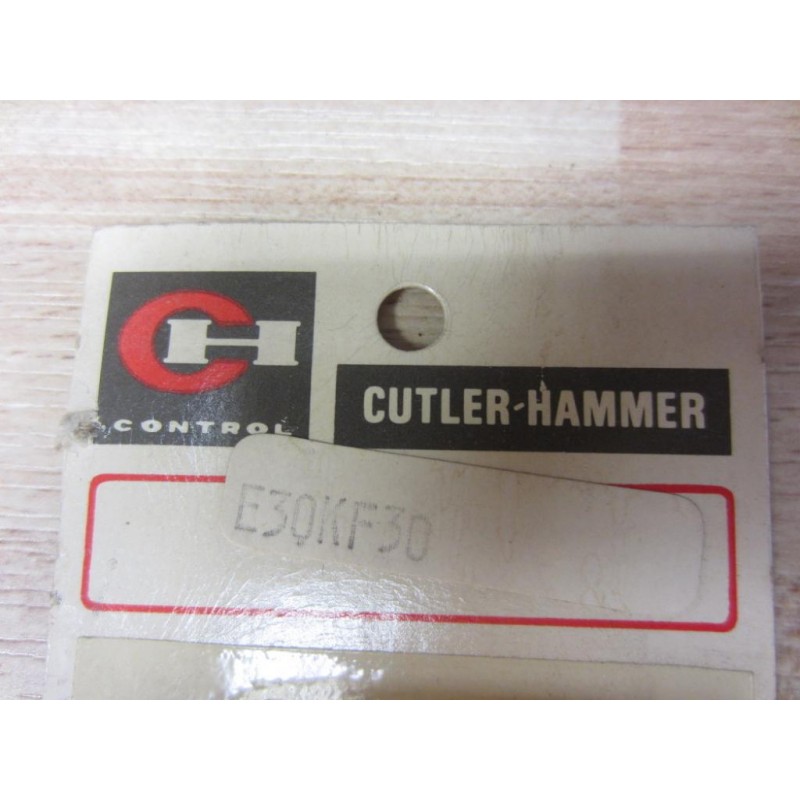 CH
CONTROL
CUTLER-HAMMER
E30KF30